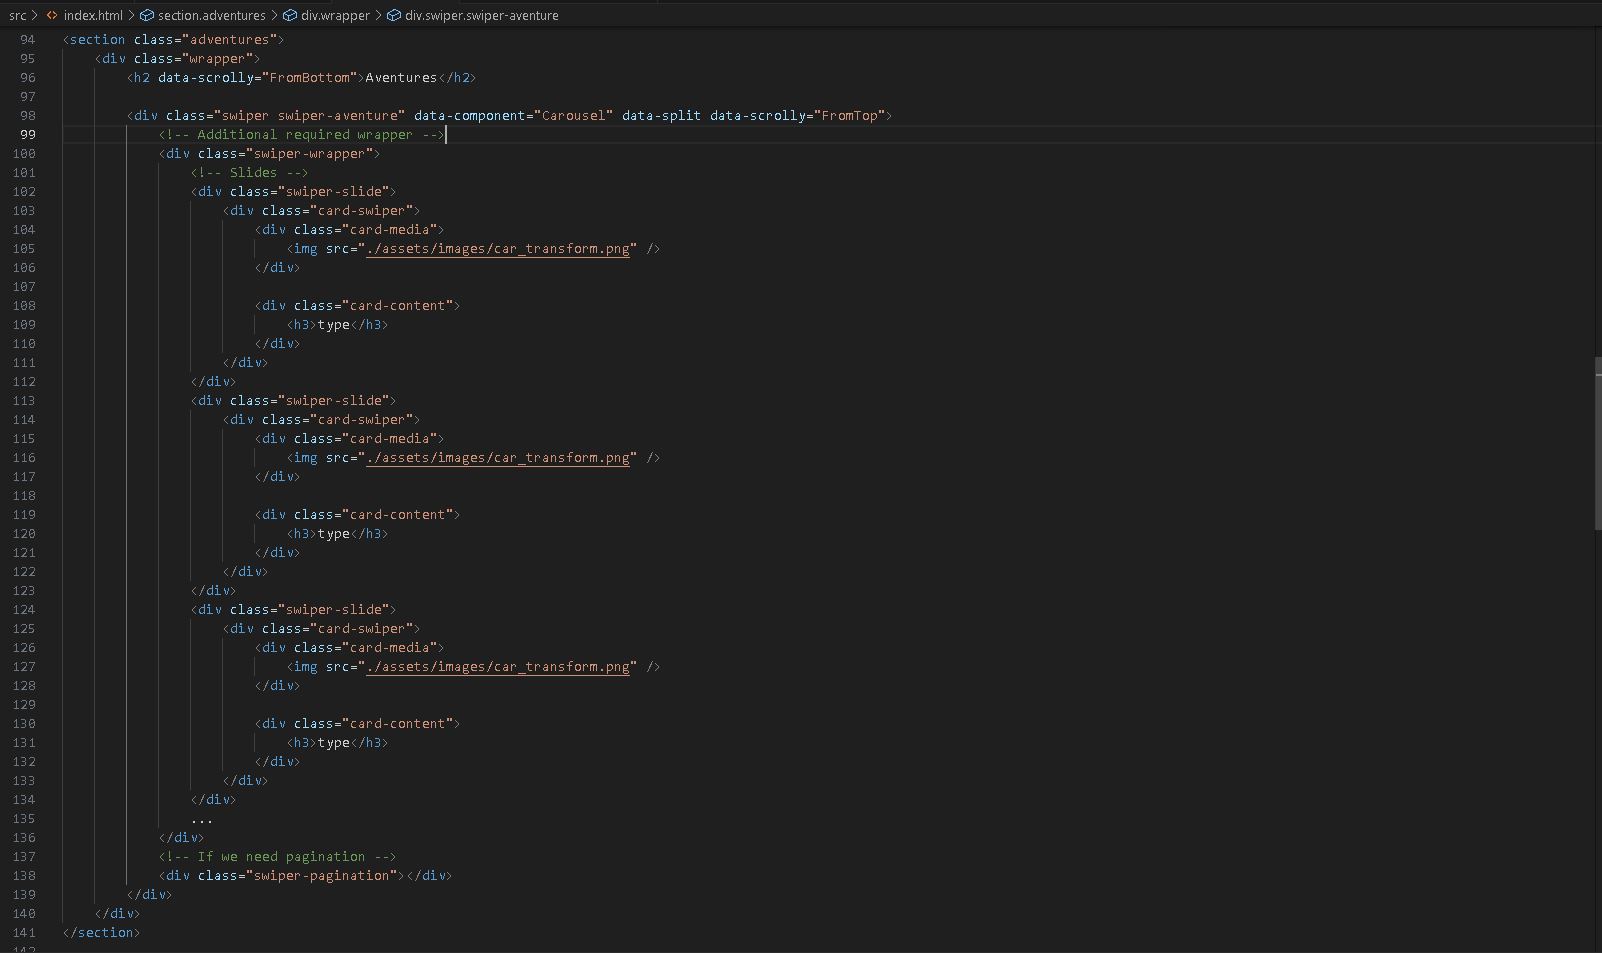 src > index.html > section.adventures > div.wrapper > div.swiper.swiper-aventure
94 <section class="adventures">
95 <div class="wrapper">
96 <h2 data-scrolly="FromBottom">Aventures</h2>
97
98 <div class="swiper swiper-aventure" data-component="Carousel" data-split data-scrolly="FromTop">
99 <!-- Additional required wrapper -->
100 <div class="swiper-wrapper">
101 <!-- Slides -->
102 <div class="swiper-slide">
103 <div class="card-swiper">
104 <div class="card-media">
105 <img src="./assets/images/car_transform.png" />
106 </div>
107
108 <div class="card-content">
109 <h3>type</h3>
110 </div>
111 </div>
112 </div>
113 <div class="swiper-slide">
114 <div class="card-swiper">
115 <div class="card-media">
116 <img src="./assets/images/car_transform.png" />
117 </div>
118
119 <div class="card-content">
120 <h3>type</h3>
121 </div>
122 </div>
123 </div>
124 <div class="swiper-slide">
125 <div class="card-swiper">
126 <div class="card-media">
127 <img src="./assets/images/car_transform.png" />
128 </div>
129
130 <div class="card-content">
131 <h3>type</h3>
132 </div>
133 </div>
134 </div>
135 ...
136 </div>
137 <!-- If we need pagination -->
138 <div class="swiper-pagination"></div>
139 </div>
140 </div>
141 </section>
142